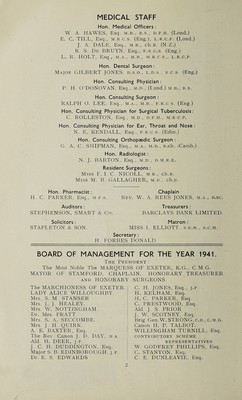 MEDICAL STAFF
Hon. Medical Officers:
W. A. HAWES, Esq. M.D., B.S., D.P.H. (Lond.)
E. C. TILL, Esq., M.R.C.S. (Eng.), L.R.C.P. (Lond.)
J. A. DALE, Esq., M.B., ch.B. (N.Z.)
B. S. De BRUYN, Esq., F.R.C.S. (Eng.)
L. R. HOLT, Esq., M.A., M.B., M.R.C.S., L.R.C.P.
Hon. Dental Surgeon:
Major GILBERT JONES, D.S.O., L.D.S., R.C.S. (Eng.)
Hon. Consulting Physician:
P. H. O'DONOVAN, Esq., M.D. (Lond.) M.B., B.S.
Hon. Consulting Surgeon:
RALPH O. LEE, Esq., M.A., M.B., F.R.C.S. (Eng.)
Hon. Consulting Physician for Surgical Tuberculosis:
C. ROLLESTON, Esq., M.D., D.P.H., M.R.C.P.
Hon. Consulting Physician for Ear, Throat and Nose:
N. E. KENDALL, Esq., F.R.C.S. (Edin.)
Hon. Consulting Orthopædic Surgeon:
G. A. C. SHIPMAN, Esq., M.A., M.B., B.ch. (Cantb.)
Hon. Radiologist:
N. J. BARTON, Esq., M.D., D.M.R.E.
Resident Surgeons:
Miss F. I. C. NICOLL, M.B., ch.B.
Miss M. B. GALLAGHER, M.B., ch.B.
Hon. Pharmacist: Chaplain
H. C. PARKER, Esq., M.P.S. Rev. W. A. REES JONES, M.A., R.N.C.
Auditors: Treasurers:
STEPHENSON, SMART & Co. BARCLAYS BANK LIMITED
Solicitors: Matron:
STAPLETON & SON MISS I. ELLIOTT S.R.N., S.C.M.
Secretary:
H. FORBES DONALD
BOARD OF MANAGEMENT FOR THE YEAR 1941.
The President:
The Most Noble The MARQUESS OF EXETER, K.G., C.M.G.
MAYOR OF STAMFORD, CHAPLAIN, HONORARY TREASURER
and HONORARY SURGEONS.
The MARCHIONESS OF EXETER.
LADY ALICE WILLOUGHBY
Mrs. S. M. STANSER
Mrs. J. J. HEALEY.
Mrs. W. NOTTINGHAM
Dr. Mrs. PRATT
Mrs. S. A. SECCOMBE.
Mrs. J. H. QUIRK
A. E. BAXTER, Esq.
The Rev. Canon J. D. DAY, M.A.
Ald. H. DEER, J.P.
J. C. H. DUDDINGTON, Esq.
Major S. B. EDINBOROUGH, J.P.
Dr. E. S. EDWARDS
C. H. JONES, Esq., J.P.
H. KELHAM, Esq.
H. C. PARKER, Esq.
C. PRESTWOOD, Esq.
Ald J. S. PRIOR
J. W. SCUTNEY, Esq.
Brig. Gen. W. STRONG, C.B., C.M.G.
Canon H. P. TALBOT.
WILLINGHAM TURNILL, Esq.
CONTRIBUTORS' SCHEME
REPRESENTATIVES
W. GODFREY PHILLIPS, Esq.
C. STANYON, Esq.
C. E. DUNLEAVIE, Esq.
2